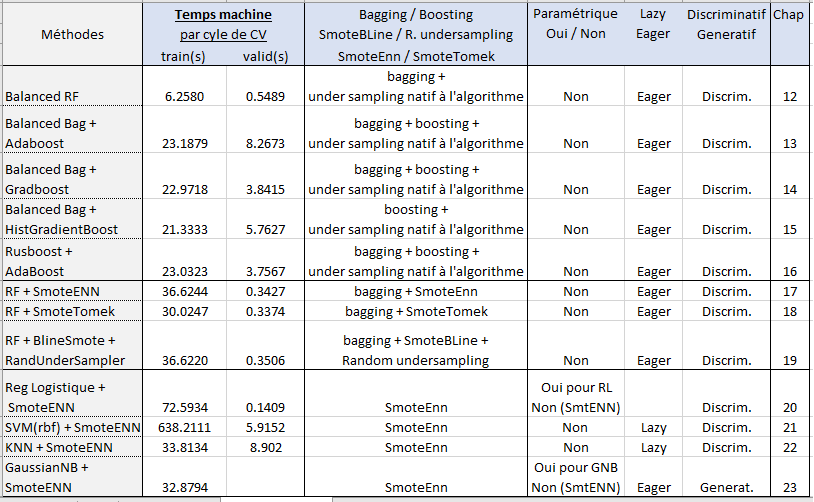 Méthodes
Temps machine
par cyle de CV
train(s) valid(s)
Bagging / Boosting
SmoteBLine / R. undersampling
SmoteEnn / SmoteTomek
Paramétrique
Oui / Non
Lazy
Eager
Discriminatif
Generatif
Chap
bagging +
Balanced RF 6.2580 0.5489 under sampling natif à l'algorithme Non Eager Discrim. 12
Balanced Bag + bagging + boosting +
Adaboost 23.1879 8.2673 under sampling natif à l'algorithme Non Eager Discrim. 13
Balanced Bag + bagging + boosting +
Gradboost 22.9718 3.8415 under sampling natif à l'algorithme Non Eager Discrim. 14
Balanced Bag + boosting +
HistGradientBoost 21.3333 5.7627 under sampling natif à l'algorithme Non Eager Discrim. 15
Rusboost + bagging + boosting +
AdaBoost 23.0323 3.7567 under sampling natif à l'algorithme Non Eager Discrim. 16
RF + SmoteENN 36.6244 0.3427 bagging + SmoteEnn Non Eager Discrim. 17
RF + SmoteTomek 30.0247 0.3374 bagging + SmoteTomek Non Eager Discrim. 18
RF + BlineSmote + bagging + SmoteBLine +
RandUnderSampler 36.6220 0.3506 Random undersampling Non Eager Discrim. 19
Reg Logistique + Oui pour RL
SmoteENN 72.5934 0.1409 SmoteEnn Non (SmtENN) Discrim. 20
SVM(rbf) + SmoteENN 638.2111 5.9152 SmoteEnn Non Lazy Discrim. 21
KNN + SmoteENN 33.8134 8.902 SmoteEnn Non Lazy Discrim. 22
GaussianNB + Oui pour GNB
SmoteENN 32.8794 SmoteEnn Non (SmtENN) Eager Generat. 23